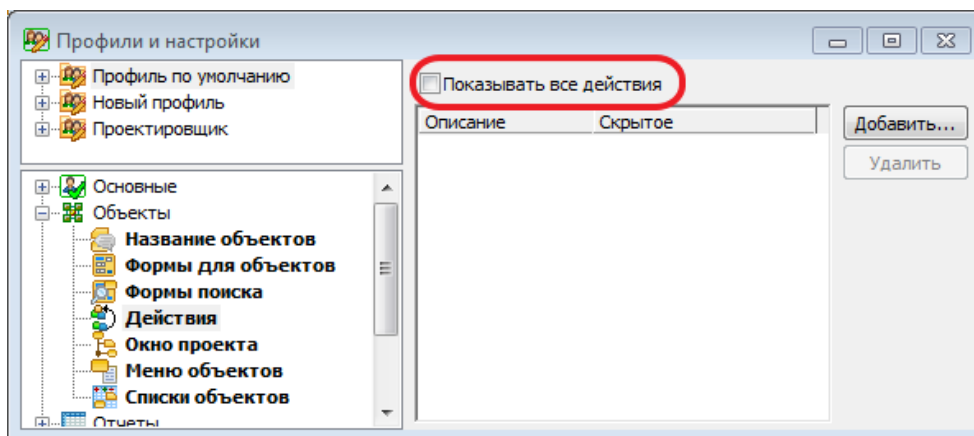 Профили и настройки
Профиль по умолчанию
Новый профиль
Проектировщик
Основные
Объекты
Название объектов
Формы для объектов
Формы поиска
Действия
Окно проекта
Меню объектов
Списки объектов
Отчеты
Показывать все действия
Описание Скрытое
Добавить...
Удалить